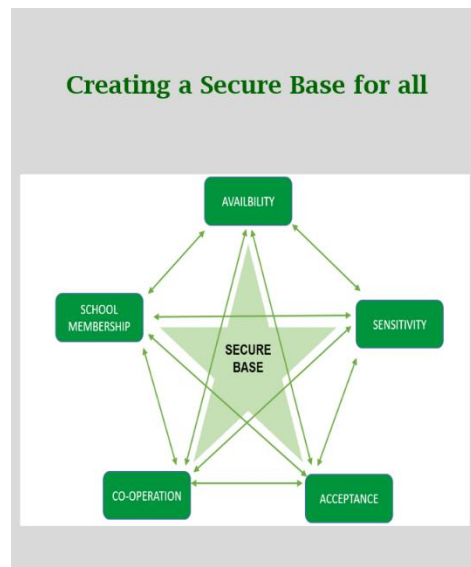 Creating a Secure Base for all
AVAILBILITY
SCHOOL
MEMBERSHIP
SENSITIVITY
SECURE
BASE
CO-OPERATION
ACCEPTANCE